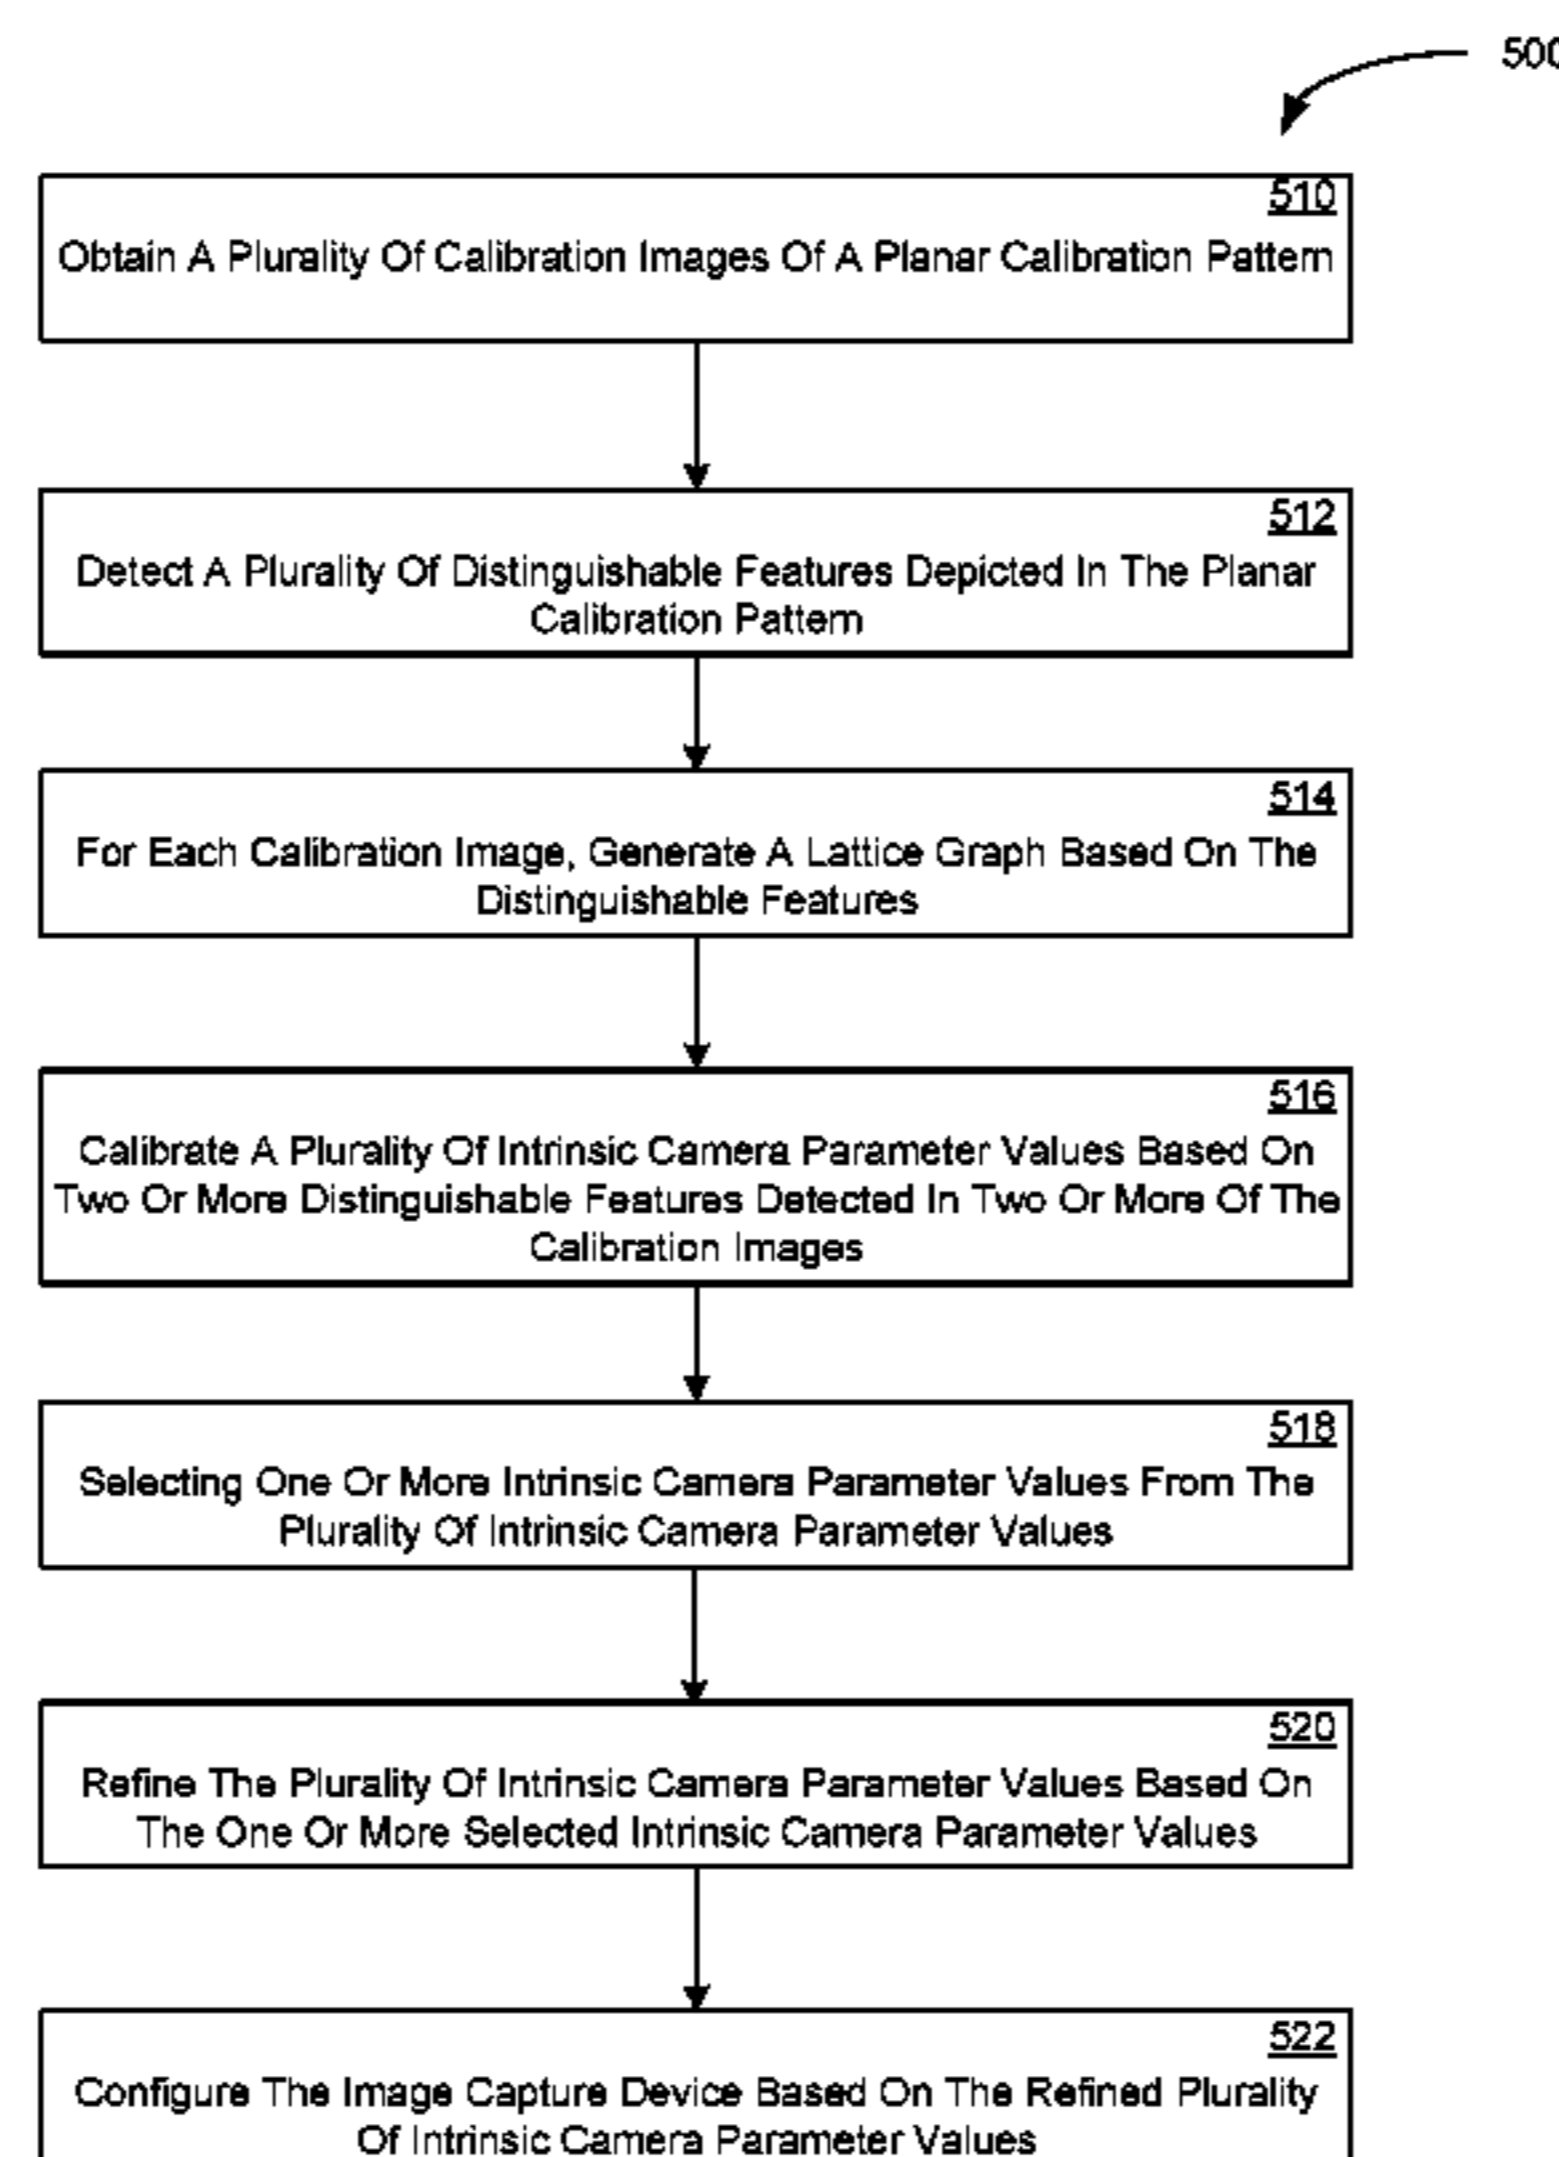 500
510
Obtain A Plurality Of Calibration Images Of A Planar Calibration Pattern
512
Detect A Plurality Of Distinguishable Features Depicted In The Planar
Calibration Pattern
514
For Each Calibration Image, Generate A Lattice Graph Based On The
Distinguishable Features
516
Calibrate A Plurality Of Intrinsic Camera Parameter Values Based On
Two Or More Distinguishable Features Detected In Two Or More Of The
Calibration Images
518
Selecting One Or More Intrinsic Camera Parameter Values From The
Plurality Of Intrinsic Camera Parameter Values
520
Refine The Plurality Of Intrinsic Camera Parameter Values Based On
The One Or More Selected Intrinsic Camera Parameter Values
522
Configure The Image Capture Device Based On The Refined Plurality
Of Intrinsic Camera Parameter Values